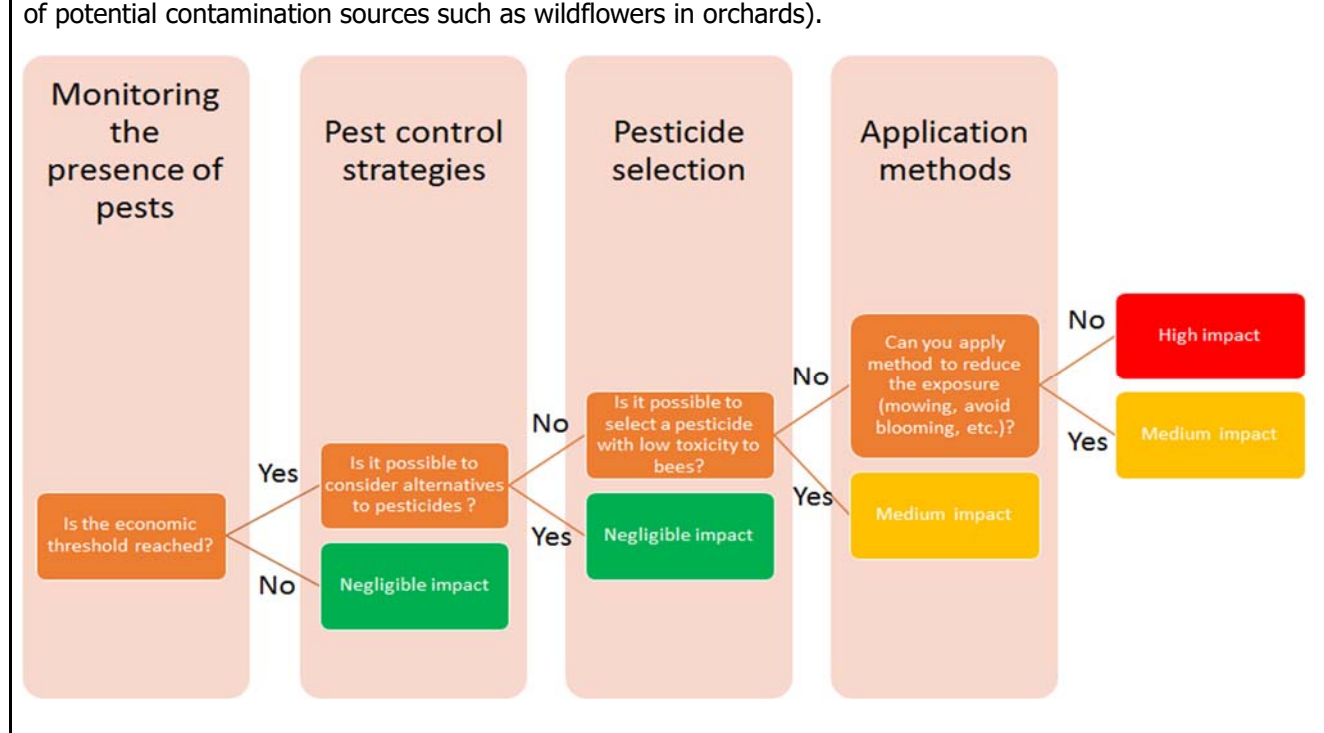 of potential contamination sources such as wildflowers in orchards).
Monitoring
the
presence of
pests
Pest control
strategies
Pesticide
selection
Application
methods
Is the economic
threshold reached?
Yes
No
Is it possible to
consider alternatives
to pesticides ?
Negligible impact
No
Yes
Is it possible to
select a pesticide
with low toxicity to
bees?
Negligible impact
No
Yes
Can you apply
method to reduce
the exposure
(mowing, avoid
blooming, etc.)?
Medium impact
No
Yes
High impact
Medium impact